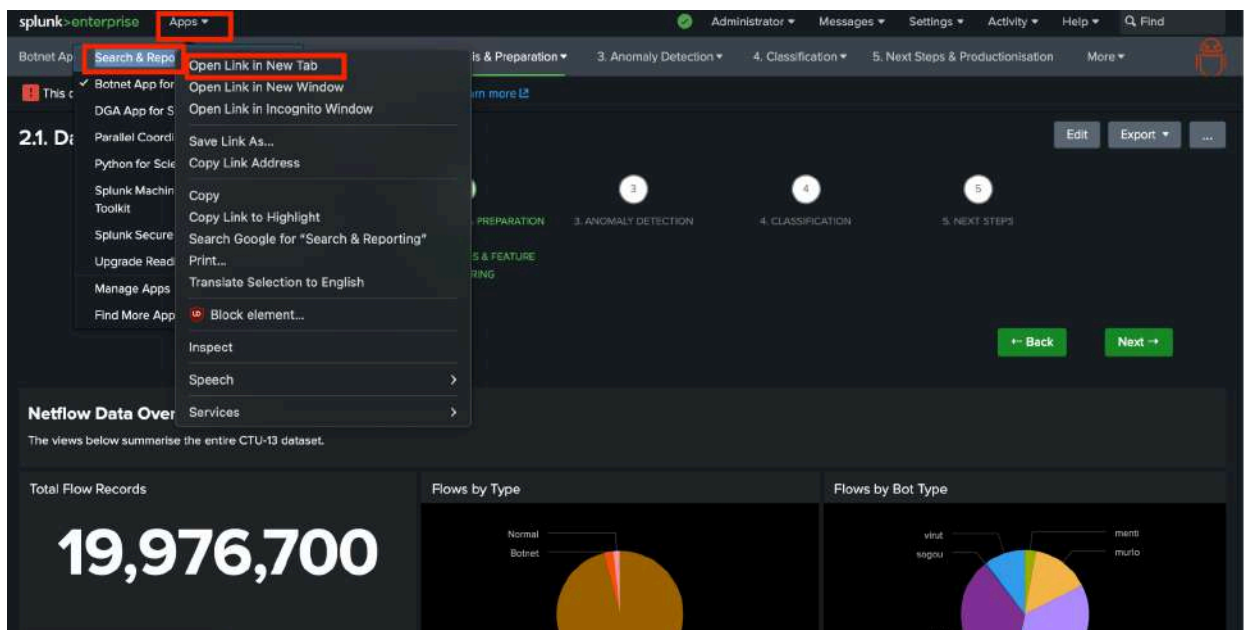 splunk>enterprise Apps ▾ Administrator ▾ Messages ▾ Settings ▾ Activity ▾ Help ▾ Find
Botnet Ap is & Preparation ▾ 3. Anomaly Detection ▾ 4. Classification ▾ 5. Next Steps & Productionisation More ▾
Search & Repo
Open Link in New Tab
Botnet App for
Open Link in New Window
This
rn more
DGA App for S
Open Link in Incognito Window
2.1. Da
Parallel Coordi
Save Link As...
Edit Export ▾ ...
Python for Scie
Copy Link Address
Splunk Machin
Toolkit
Copy
3 4 5
Copy Link to Highlight
PREPARATION 3. ANOMALY DETECTION 4. CLASSIFICATION 5. NEXT STEPS
Splunk Secure
Search Google for "Search & Reporting"
S & FEATURE
RING
Upgrade Readi
Print...
Manage Apps
Translate Selection to English
Find More App
Block element...
Inspect
← Back Next →
Speech
Services
Netflow Data Over
The views below summarise the entire CTU-13 dataset.
Total Flow Records Flows by Type Flows by Bot Type
19,976,700
Normal
Botnet
virut
sogou
menti
murlo